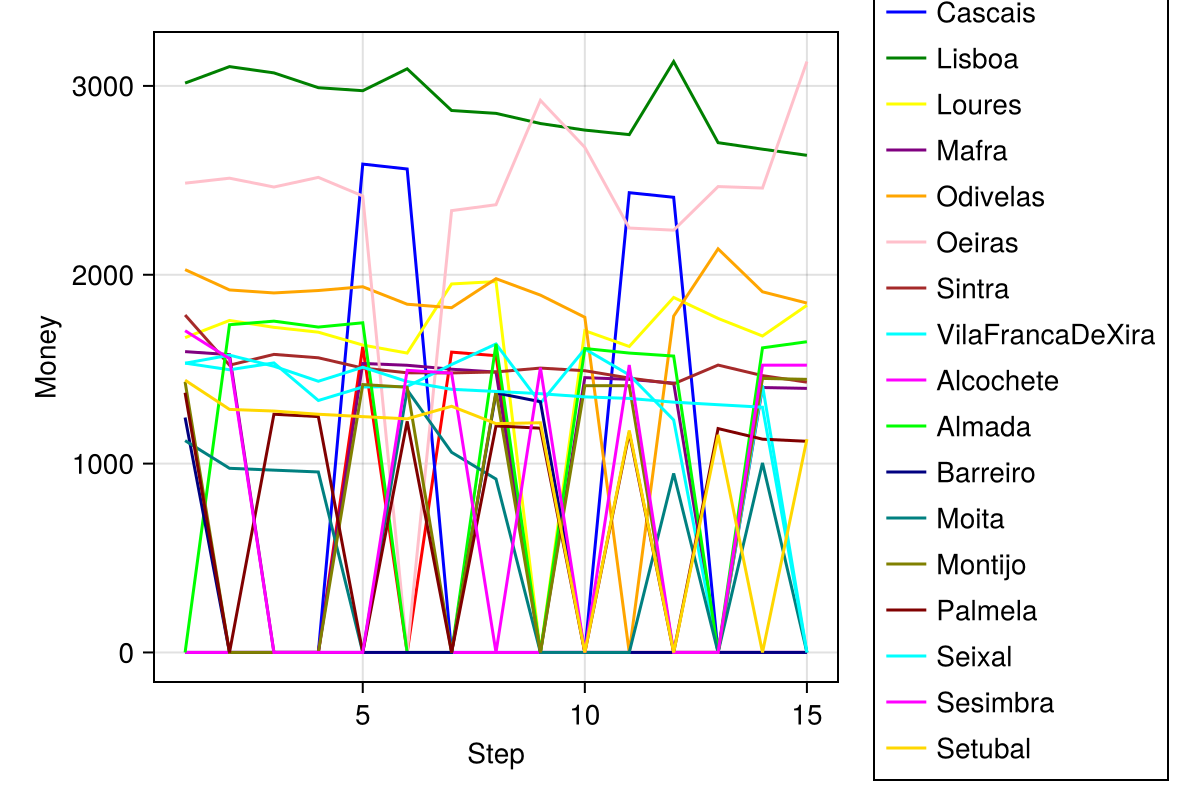 Cascais
Lisboa
Loures
Mafra
Odivelas
Oeiras
Sintra
VilaFrancaDeXira
Alcochete
Almada
Barreiro
Moita
Montijo
Palmela
Seixal
Sesimbra
Setubal
3000
2000
1000
0
Money
5 10 15
Step